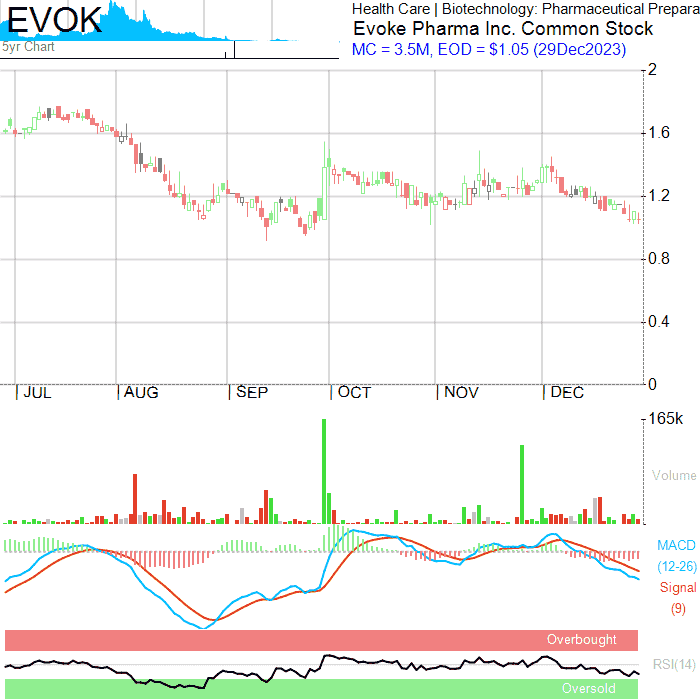 EVOK
5yr Chart
Health Care | Biotechnology: Pharmaceutical Prepara
Evoke Pharma Inc. Common Stock
MC = 3.5M, EOD = $1.05 (29Dec2023)
2
1.6
1.2
0.8
0.4
0
JUL AUG SEP OCT NOV DEC
165k
Volume
MACD
(12-26)
Signal
(9)
Overbought
RSI(14)
Oversold